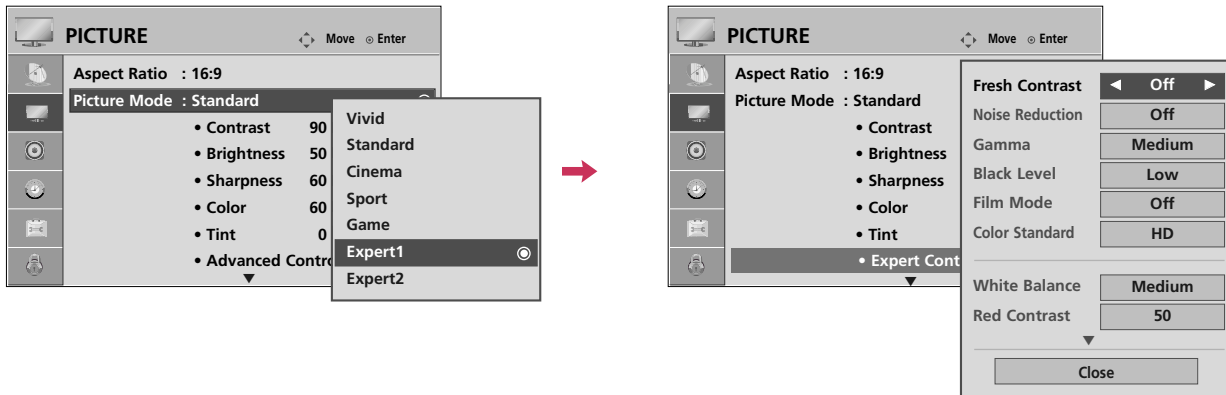 PICTURE Move Enter
Aspect Ratio : 16:9
Picture Mode : Standard
• Contrast 90
• Brightness 50
• Sharpness 60
• Color 60
• Tint 0
• Advanced Contro
Vivid
Standard
Cinema
Sport
Game
Expert1
Expert2
PICTURE Move Enter
Aspect Ratio : 16:9
Picture Mode : Standard
• Contrast
• Brightness
• Sharpness
• Color
• Tint
• Expert Cont
Fresh Contrast Off
Noise Reduction Off
Gamma Medium
Black Level Low
Film Mode Off
Color Standard HD
White Balance Medium
Red Contrast 50
Close